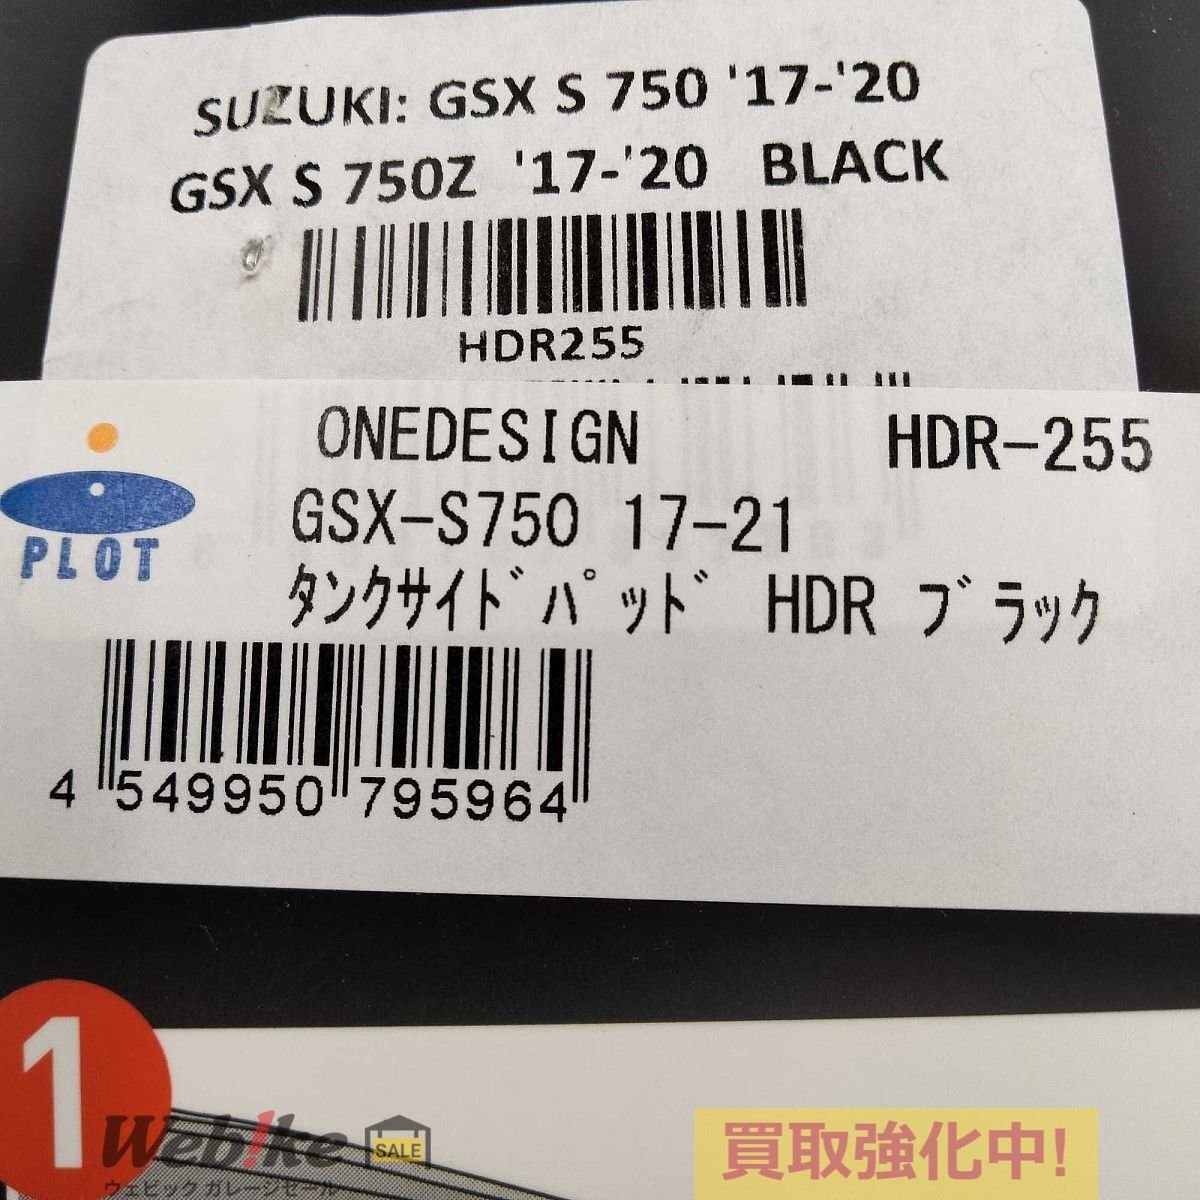 SUZUKI: GSX S 750 '17-'20
GSX S 750Z '17-'20 BLACK
HDR255
ONEDESIGN HDR-255
GSX-S750 17-21
PLOT
ﾀﾝｸｻｲﾄﾞﾊﾟｯﾄﾞ HDR ﾌﾞﾗｯｸ
4 549950 795964
1
Web!ke SALE
ウェビック ガレージセール
買取強化中!